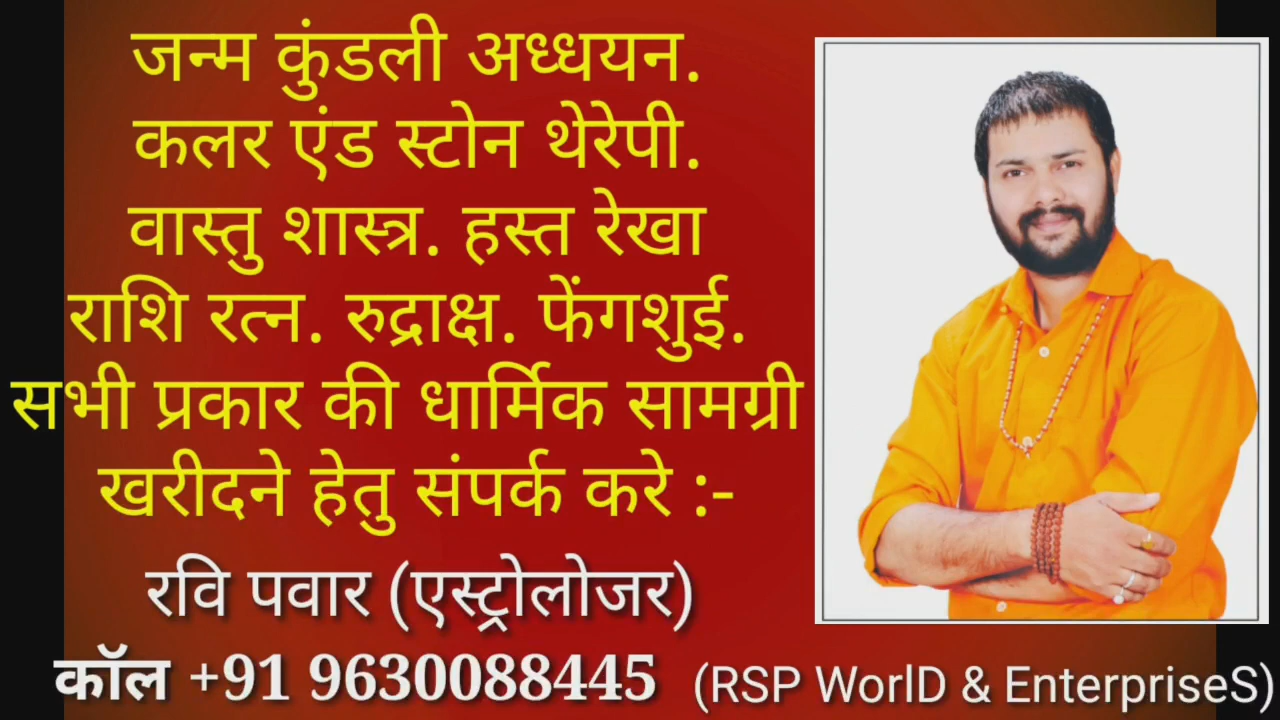 जन्म कुंडली अध्धयन.
कलर एंड स्टोन थेरेपी.
वास्तु शास्त्र. हस्त रेखा
राशि रत्न. रुद्राक्ष. फेंगशुई.
सभी प्रकार की धार्मिक सामग्री
खरीदने हेतु संपर्क करे :-
रवि पवार (एस्ट्रोलोजर)
कॉल +91 9630088445 (RSP WorlD & EnterpriseS)